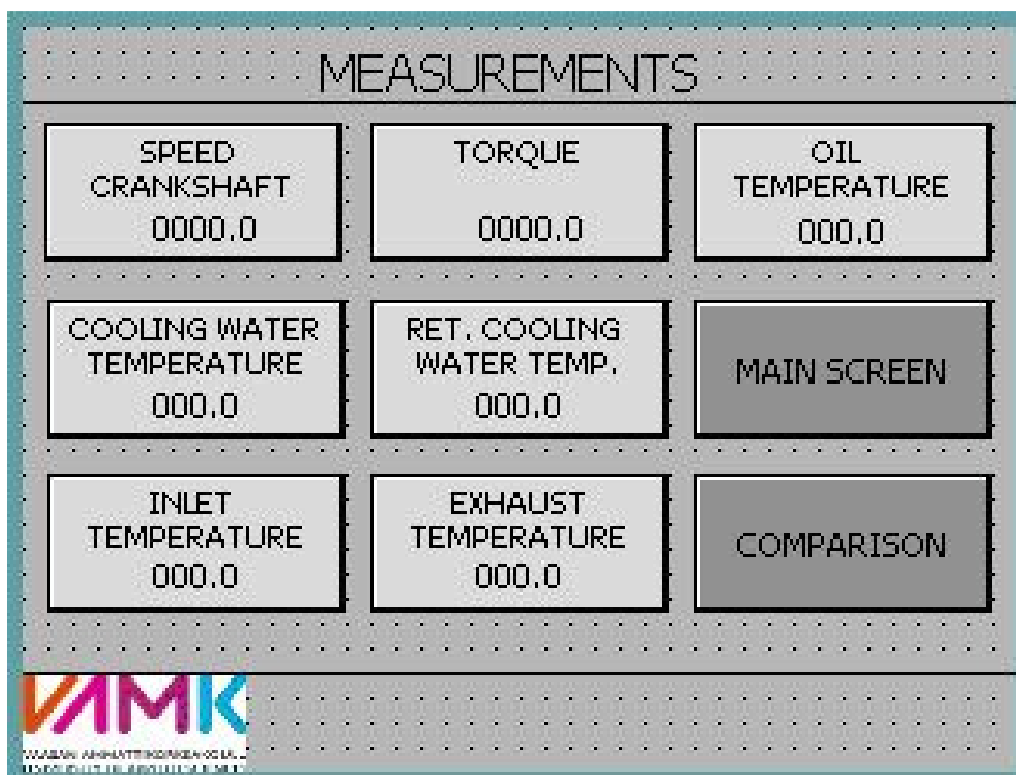 MEASUREMENTS
SPEED
CRANKSHAFT
0000.0
TORQUE
0000.0
OIL
TEMPERATURE
000.0
COOLING WATER
TEMPERATURE
000.0
RET. COOLING
WATER TEMP.
000.0
MAIN SCREEN
INLET
TEMPERATURE
000.0
EXHAUST
TEMPERATURE
000.0
COMPARISON
VAMK